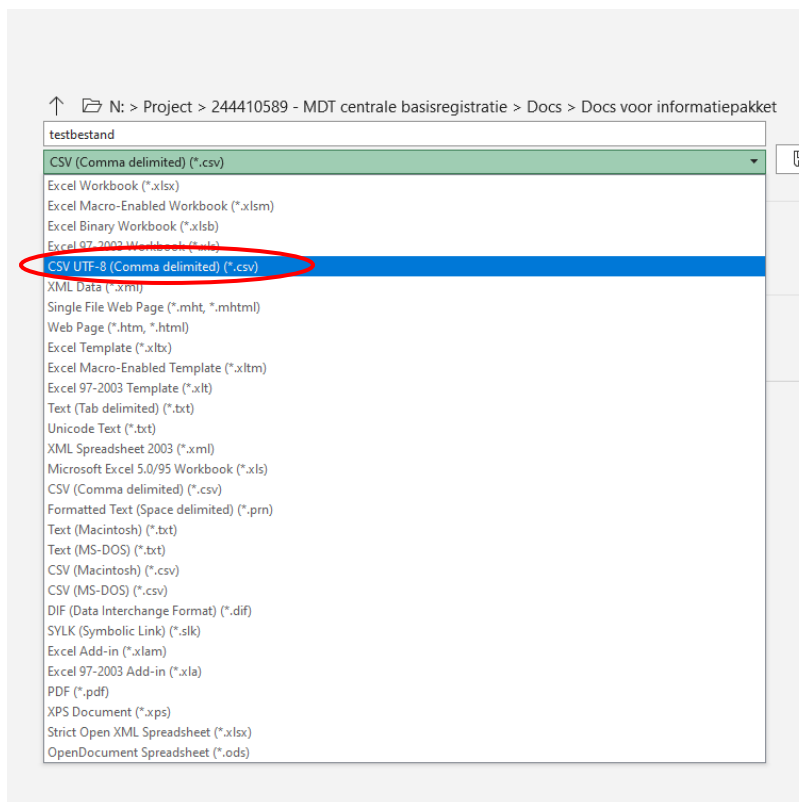 N: > Project > 244410589 - MDT centrale basisregistratie > Docs > Docs voor informatiepakket
testbestand
CSV (Comma delimited) (*.csv)
Excel Workbook (*.xlsx)
Excel Macro-Enabled Workbook (*.xlsm)
Excel Binary Workbook (*.xlsb)
Excel 97-2003 Workbook (*.xls)
CSV UTF-8 (Comma delimited) (*.csv)
XML Data (*.xml)
Single File Web Page (*.mht, *.mhtml)
Web Page (*.htm, *.html)
Excel Template (*.xltx)
Excel Macro-Enabled Template (*.xltm)
Excel 97-2003 Template (*.xlt)
Text (Tab delimited) (*.txt)
Unicode Text (*.txt)
XML Spreadsheet 2003 (*.xml)
Microsoft Excel 5.0/95 Workbook (*.xls)
CSV (Comma delimited) (*.csv)
Formatted Text (Space delimited) (*.prn)
Text (Macintosh) (*.txt)
Text (MS-DOS) (*.txt)
CSV (Macintosh) (*.csv)
CSV (MS-DOS) (*.csv)
DIF (Data Interchange Format) (*.dif)
SYLK (Symbolic Link) (*.slk)
Excel Add-in (*.xlam)
Excel 97-2003 Add-in (*.xla)
PDF (*.pdf)
XPS Document (*.xps)
Strict Open XML Spreadsheet (*.xlsx)
OpenDocument Spreadsheet (*.ods)